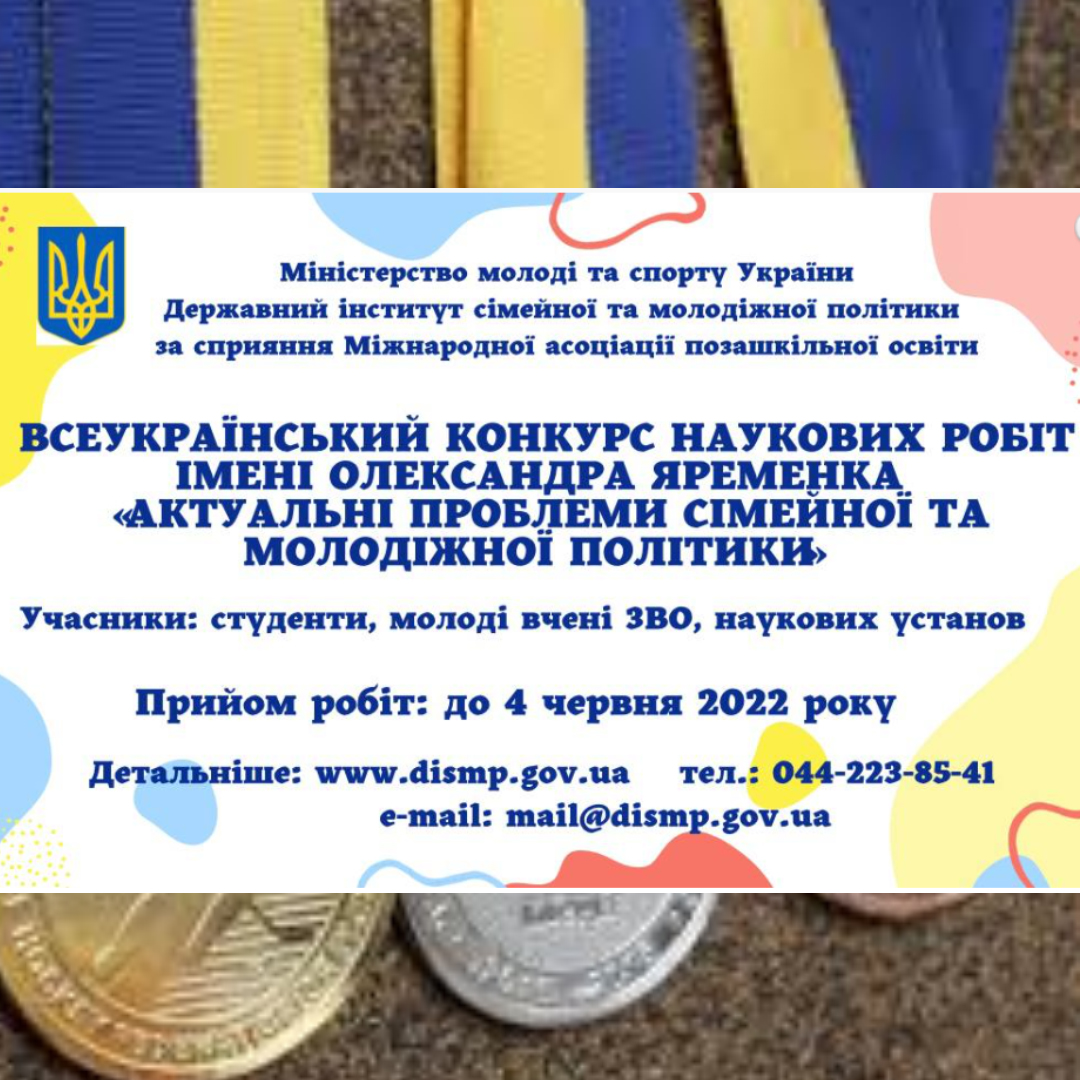 Міністерство молоді та спорту України
Державний інститут сімейної та молодіжної політики
за сприяння Міжнародної асоціації позашкільної освіти
ВСЕУКРАЇНСЬКИЙ КОНКУРС НАУКОВИХ РОБІТ
ІМЕНІ ОЛЕКСАНДРА ЯРЕМЕНКА
«АКТУАЛЬНІ ПРОБЛЕМИ СІМЕЙНОЇ ТА
МОЛОДІЖНОЇ ПОЛІТИКИ»
Учасники: студенти, молоді вчені ЗВО, наукових установ
Прийом робіт: до 4 червня 2022 року
Детальніше: www.dismp.gov.ua тел.: 044-223-85-41
e-mail: mail@dismp.gov.ua